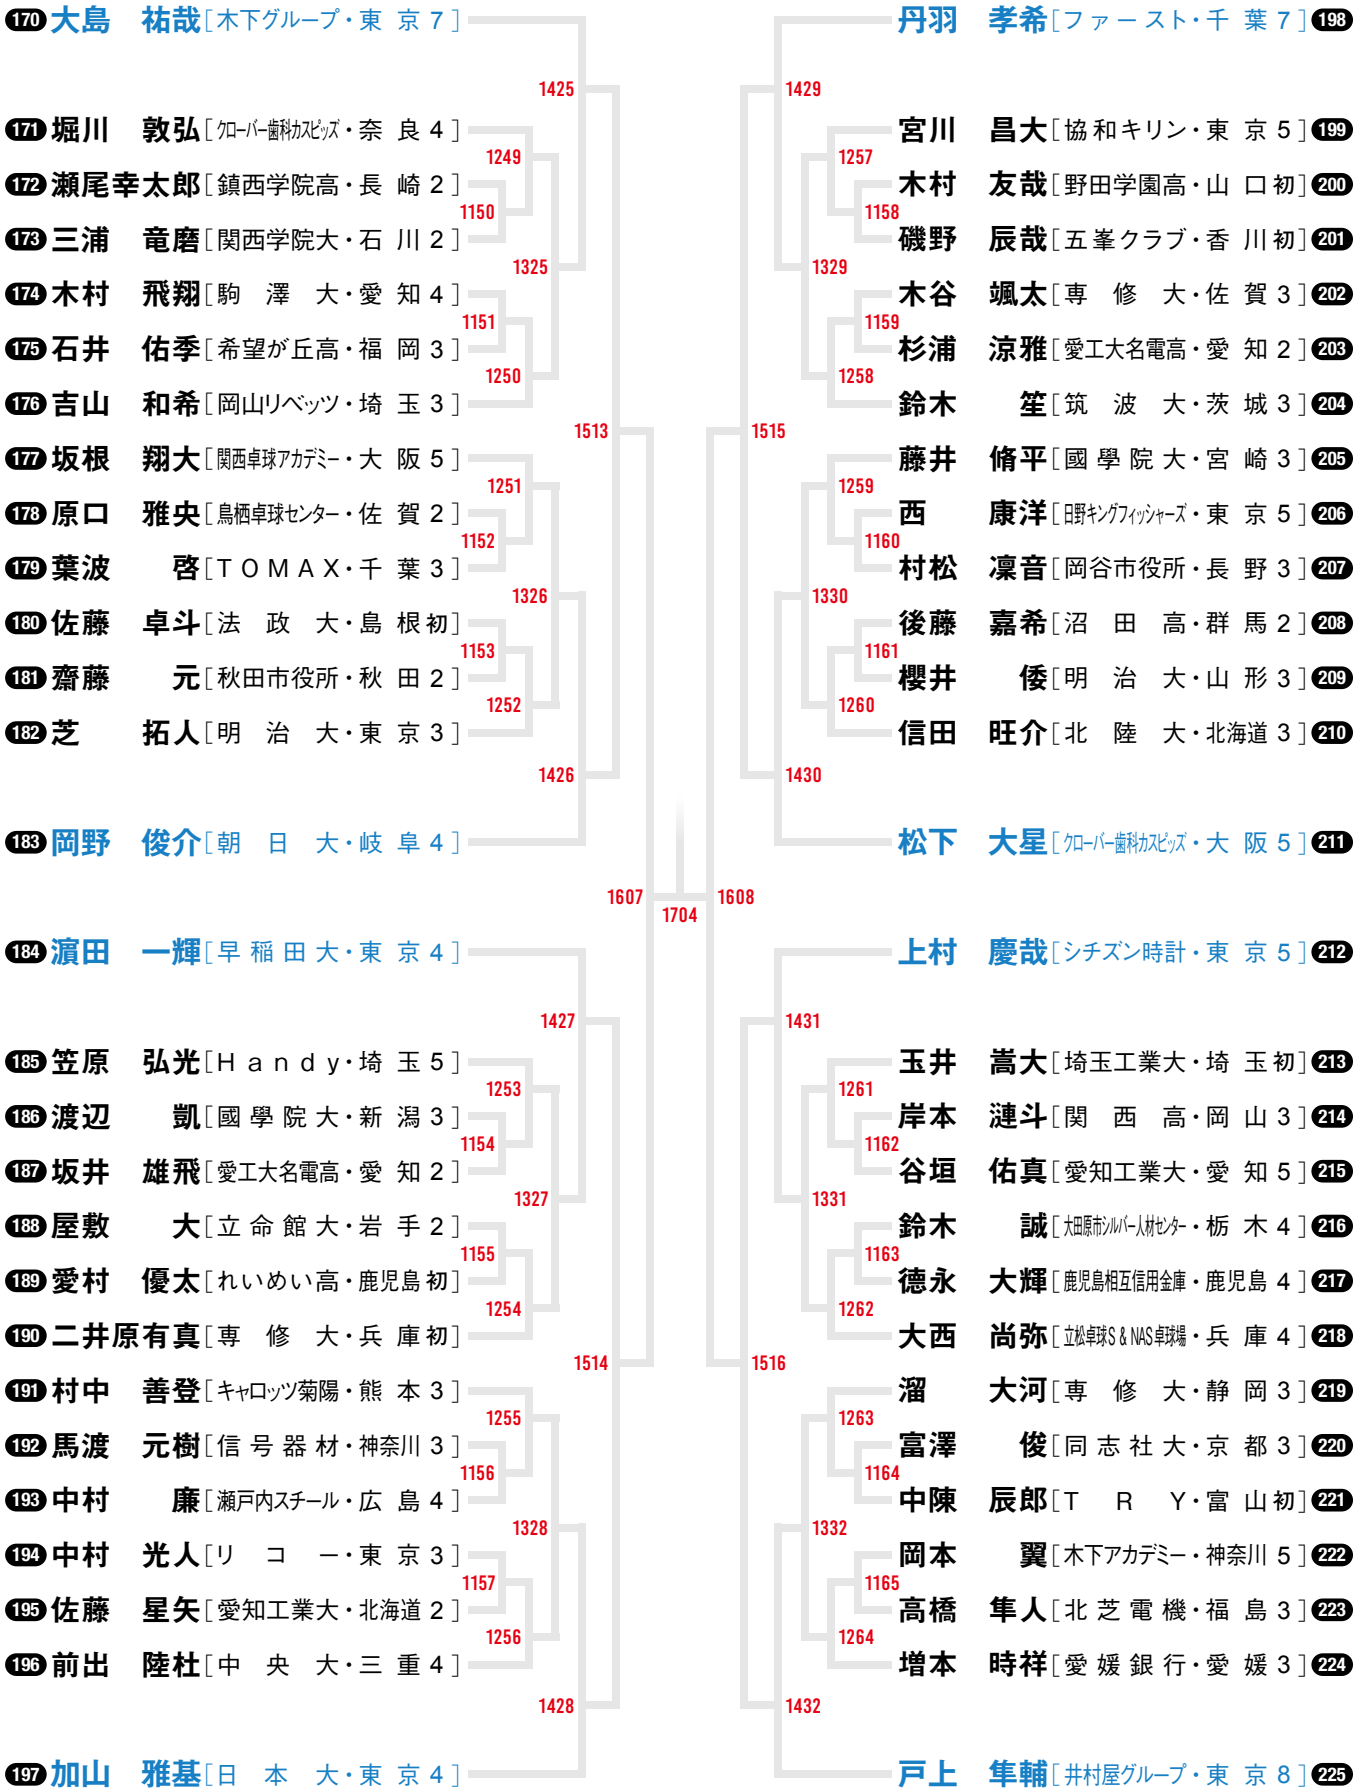 170 大島 祐哉 [木下グループ・東 京 7]
1425
171 堀川 敦弘 [クローバー歯科カスピッズ・奈 良 4]
1249
172 瀬尾幸太郎 [鎮西学院高・長 崎 2]
1150
173 三浦 竜磨 [関西学院大・石 川 2]
1325
174 木村 飛翔 [駒 澤 大・愛 知 4]
1151
175 石井 佑季 [希望が丘高・福 岡 3]
1250
176 吉山 和希 [岡山リベッツ・埼 玉 3]
1513
177 坂根 翔大 [関西卓球アカデミー・大 阪 5]
1251
178 原口 雅央 [鳥栖卓球センター・佐 賀 2]
1152
179 葉波 啓 [TOMAX・千 葉 3]
1326
180 佐藤 卓斗 [法 政 大・島 根 初]
1153
181 齋藤 元 [秋田市役所・秋 田 2]
1252
182 芝 拓人 [明 治 大・東 京 3]
1426
183 岡野 俊介 [朝 日 大・岐 阜 4]
1607
184 濵田 一輝 [早 稲 田 大・東 京 4]
1427
185 笠原 弘光 [Handy・埼 玉 5]
1253
186 渡辺 凱 [國 學 院 大・新 潟 3]
1154
187 坂井 雄飛 [愛工大名電高・愛 知 2]
1327
188 屋敷 大 [立 命 館 大・岩 手 2]
1155
189 愛村 優太 [れいめい高・鹿児島 初]
1254
190 二井原有真 [専 修 大・兵 庫 初]
1514
191 村中 善登 [キャロッツ菊陽・熊 本 3]
1255
192 馬渡 元樹 [信 号 器 材・神奈川 3]
1156
193 中村 廉 [瀬戸内スチール・広 島 4]
1328
194 中村 光人 [リ コ ー・東 京 3]
1157
195 佐藤 星矢 [愛知工業大・北海道 2]
1256
196 前出 陸杜 [中 央 大・三 重 4]
1428
197 加山 雅基 [日 本 大・東 京 4]
1704
丹羽 孝希 [ファースト・千 葉 7] 198
1429
宮川 昌大 [協和キリン・東 京 5] 199
1257
木村 友哉 [野田学園高・山 口 初] 200
1158
磯野 辰哉 [五峯クラブ・香 川 初] 201
1329
木谷 颯太 [専 修 大・佐 賀 3] 202
1159
杉浦 涼雅 [愛工大名電高・愛 知 2] 203
1258
鈴木 笙 [筑 波 大・茨 城 3] 204
1515
藤井 脩平 [國 學 院 大・宮 崎 3] 205
1259
西 康洋 [日野キングフィッシャーズ・東 京 5] 206
1160
村松 凜音 [岡谷市役所・長 野 3] 207
1330
後藤 嘉希 [沼 田 高・群 馬 2] 208
1161
櫻井 倭 [明 治 大・山 形 3] 209
1260
信田 旺介 [北 陸 大・北海道 3] 210
1430
松下 大星 [クローバー歯科カスピッズ・大 阪 5] 211
1608
上村 慶哉 [シチズン時計・東 京 5] 212
1431
玉井 嵩大 [埼玉工業大・埼 玉 初] 213
1261
岸本 漣斗 [関 西 高・岡 山 3] 214
1162
谷垣 佑真 [愛知工業大・愛 知 5] 215
1331
鈴木 誠 [大田原市シルバー人材センター・栃 木 4] 216
1163
德永 大輝 [鹿児島相互信用金庫・鹿児島 4] 217
1262
大西 尚弥 [立松卓球S & NAS卓球場・兵 庫 4] 218
1516
溜 大河 [専 修 大・静 岡 3] 219
1263
富澤 俊 [同 志 社 大・京 都 3] 220
1164
中陳 辰郎 [T R Y・富 山 初] 221
1332
岡本 翼 [木下アカデミー・神奈川 5] 222
1165
高橋 隼人 [北 芝 電 機・福 島 3] 223
1264
増本 時祥 [愛 媛 銀 行・愛 媛 3] 224
1432
戸上 隼輔 [井村屋グループ・東 京 8] 225